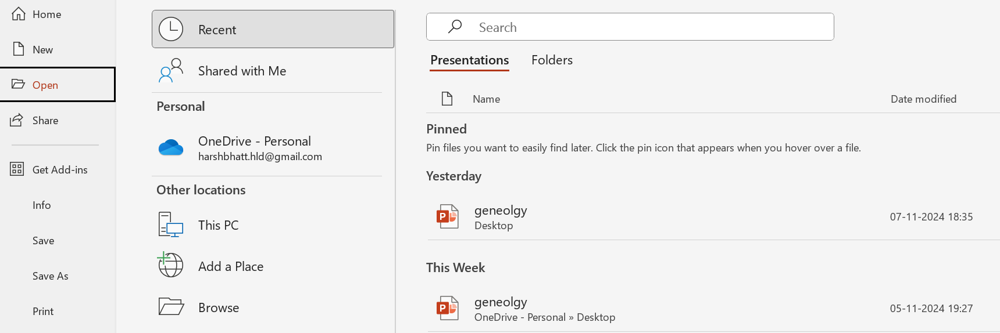 Home
New
Open
Share
Get Add-ins
Info
Save
Save As
Print
Recent
Shared with Me
Personal
OneDrive - Personal
harshbhatt.hld@gmail.com
Other locations
This PC
Add a Place
Browse
Search
Presentations Folders
Name Date modified
Pinned
Pin files you want to easily find later. Click the pin icon that appears when you hover over a file.
Yesterday
P
geneolgy
Desktop
07-11-2024 18:35
This Week
P
geneolgy
OneDrive - Personal » Desktop
05-11-2024 19:27